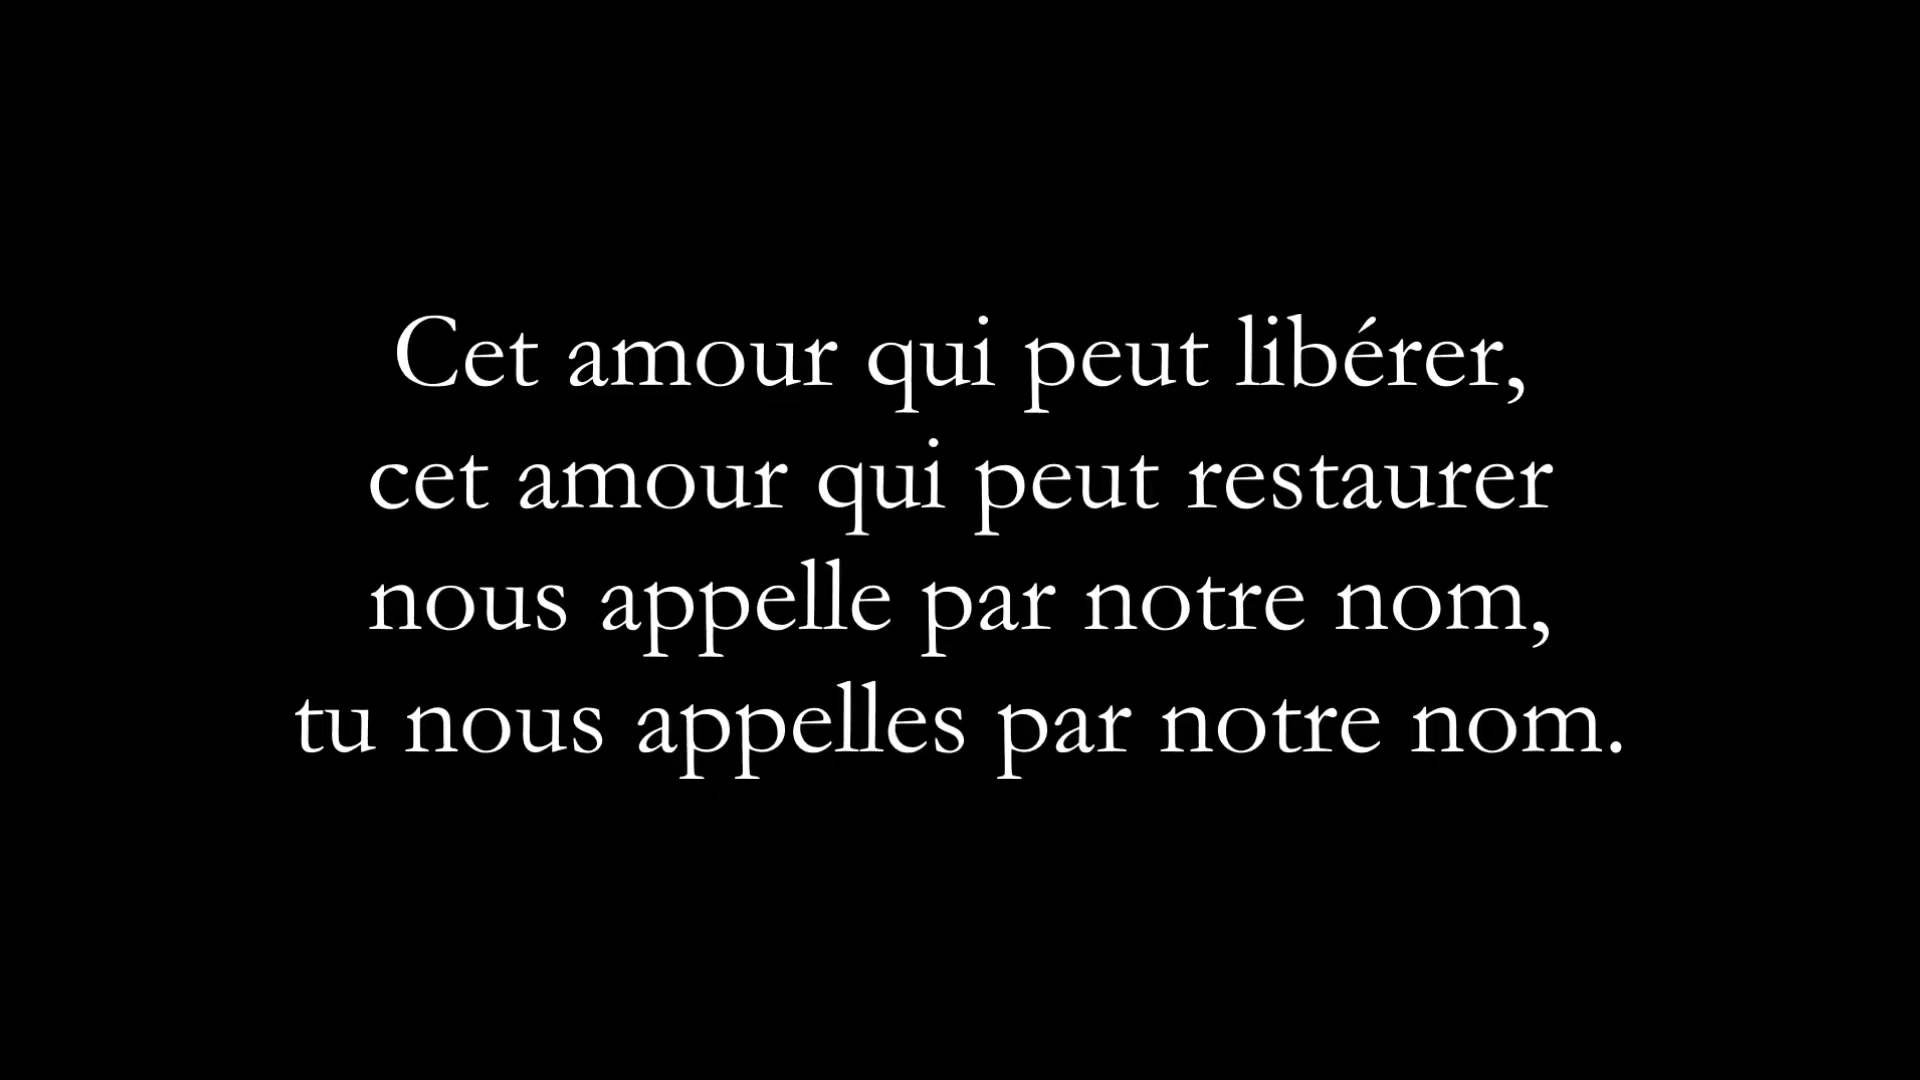 Cet amour qui peut libérer,
cet amour qui peut restaurer
nous appelle par notre nom,
tu nous appelles par notre nom.